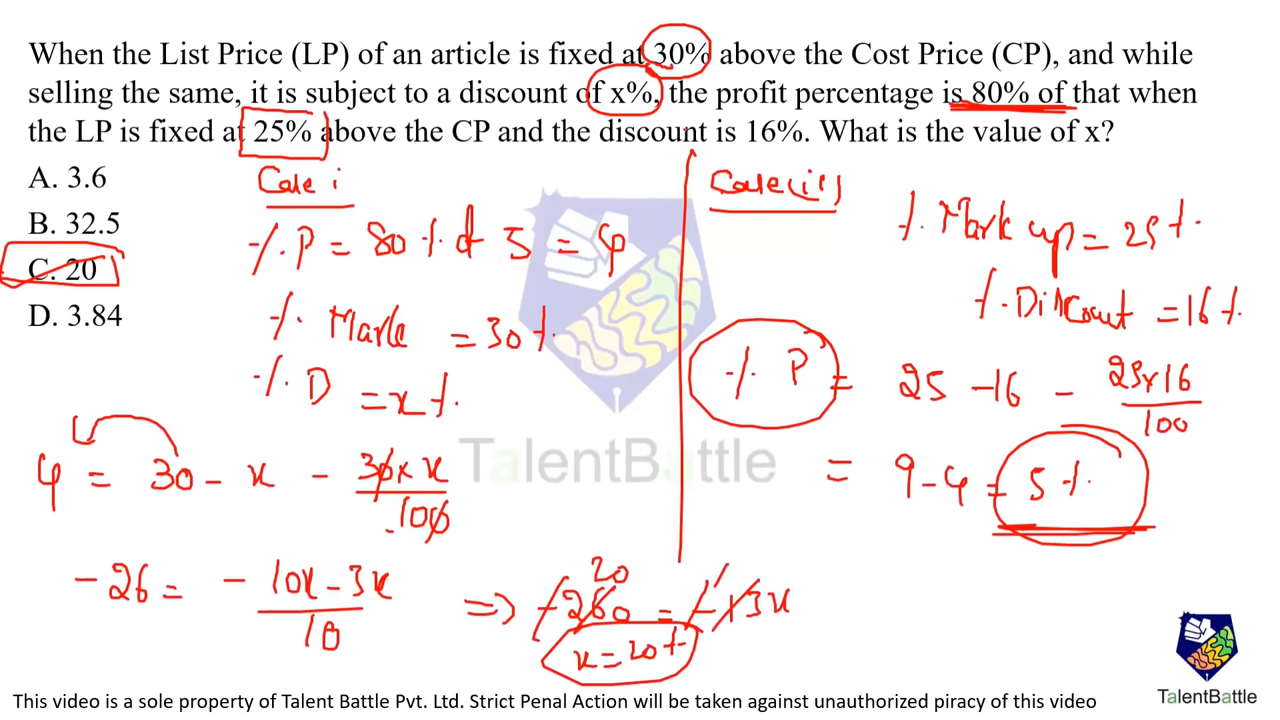 When the List Price (LP) of an article is fixed at 30% above the Cost Price (CP), and while
selling the same, it is subject to a discount of x%, the profit percentage is 80% of that when
the LP is fixed at 25% above the CP and the discount is 16%. What is the value of x?
A. 3.6
B. 32.5
C. 20
D. 3.84
Case i
% P = 80 % of 5 = 4
% Mark = 30 %
% D = x %
4 = 30 - x - 30 × x / 100
-26 = - 10x - 3x / 10
=> -260 = -13x
20
x = 20 %
Case (ii)
% Mark up = 25 %
% Discount = 16 %
% P = 25 - 16 - 25 × 16 / 100
= 9 - 4 = 5 %
TalentBattle
TalentBattle
This video is a sole property of Talent Battle Pvt. Ltd. Strict Penal Action will be taken against unauthorized piracy of this video